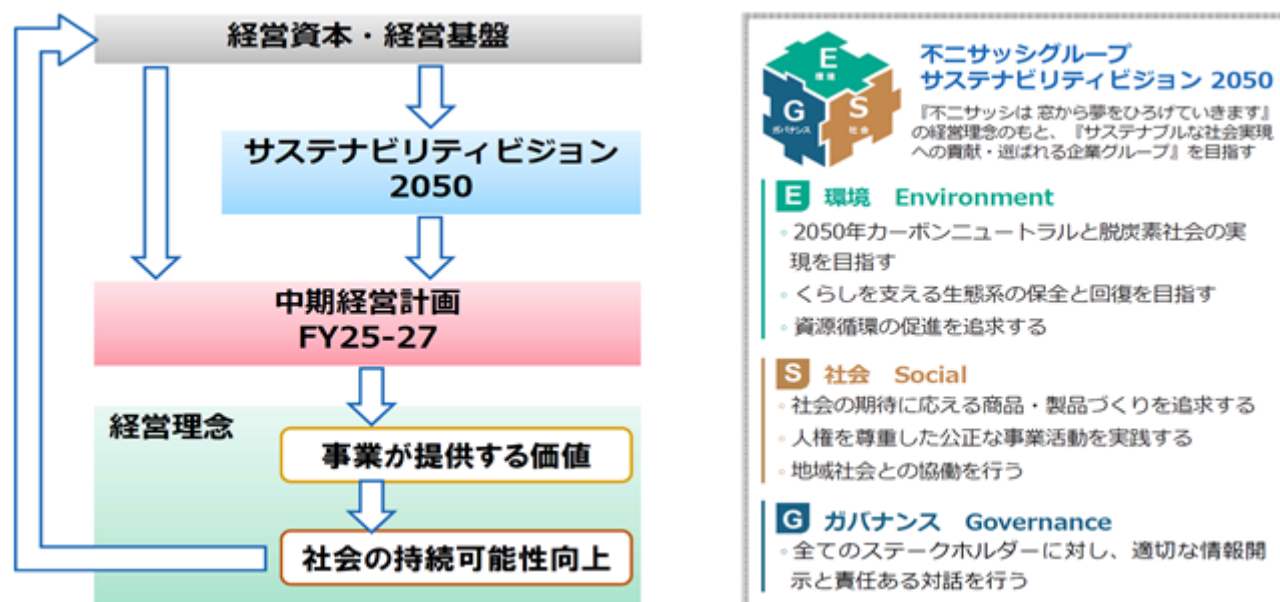 経営資本・経営基盤
サステナビリティビジョン
2050
中期経営計画
FY25-27
経営理念
事業が提供する価値
社会の持続可能性向上
E
環境
G
ガバナンス
S
社会
不二サッシグループ
サステナビリティビジョン 2050
『不二サッシは 窓から夢をひろげていきます』
の経営理念のもと、『サステナブルな社会実現
への貢献・選ばれる企業グループ』を目指す
E 環境 Environment
◦2050年カーボンニュートラルと脱炭素社会の実
現を目指す
◦くらしを支える生態系の保全と回復を目指す
◦資源循環の促進を追求する
S 社会 Social
◦社会の期待に応える商品・製品づくりを追求する
◦人権を尊重した公正な事業活動を実践する
◦地域社会との協働を行う
G ガバナンス Governance
◦全てのステークホルダーに対し、適切な情報開
示と責任ある対話を行う